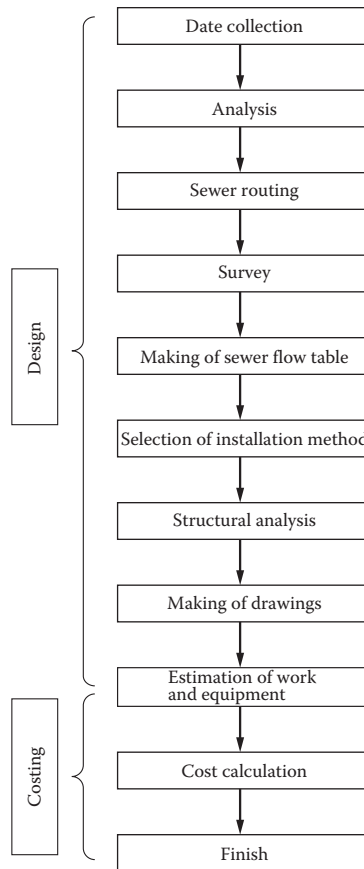 Date collection
Analysis
Sewer routing
Survey
Making of sewer flow table
Selection of installation method
Structural analysis
Making of drawings
Estimation of work
and equipment
Cost calculation
Finish
Design
Costing